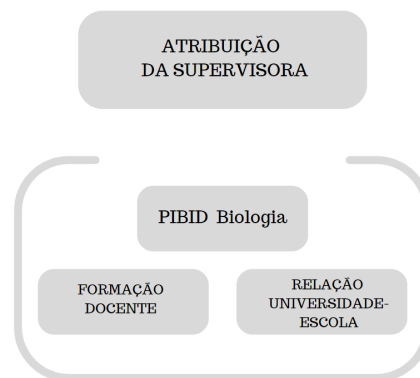 ATRIBUIÇÃO
DA SUPERVISORA
PIBID Biologia
FORMAÇÃO
DOCENTE
RELAÇÃO
UNIVERSIDADE-
ESCOLA